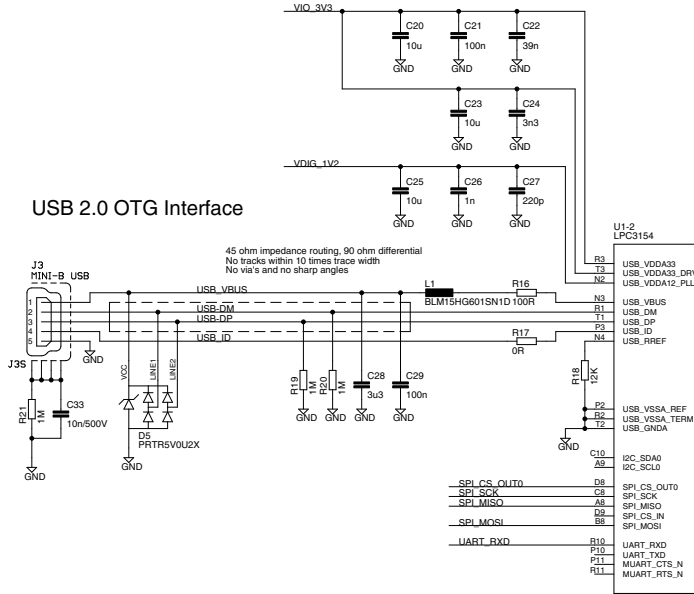 VIO_3V3
C20
10u
GND
C21
100n
GND
C22
39n
GND
C23
10u
GND
C24
3n3
GND
VDIG_1V2
C25
10u
GND
C26
1n
GND
C27
220p
GND
USB 2.0 OTG Interface
45 ohm impedance routing, 90 ohm differential
No tracks within 10 times trace width
No via's and no sharp angles
J3
MINI-B USB
1
2
3
4
5
J3S
USB_VBUS
USB-DM
USB-DP
USB_ID
GND
R21
1M
C33
10n/500V
GND
VCC
LINE1
LINE2
D5
PRTR5V0U2X
GND
R19
1M
GND
R20
1M
GND
C28
3u3
GND
C29
100n
GND
L1
BLM15HG601SN1D
R16
100R
R17
0R
R18
12K
GND
U1-2
LPC3154
R3 USB_VDDA33
T3 USB_VDDA33_DRV
N2 USB_VDDA12_PLL
N3 USB_VBUS
R1 USB_DM
T1 USB_DP
P3 USB_ID
N4 USB_RREF
P2 USB_VSSA_REF
R2 USB_VSSA_TERM
T2 USB_GNDA
C10 I2C_SDA0
A9 I2C_SCL0
SPI_CS_OUT0 D8 SPI_CS_OUT0
SPI_SCK C8 SPI_SCK
SPI_MISO A8 SPI_MISO
D9 SPI_CS_IN
SPI_MOSI B8 SPI_MOSI
UART_RXD R10 UART_RXD
P10 UART_TXD
P11 MUART_CTS_N
R11 MUART_RTS_N